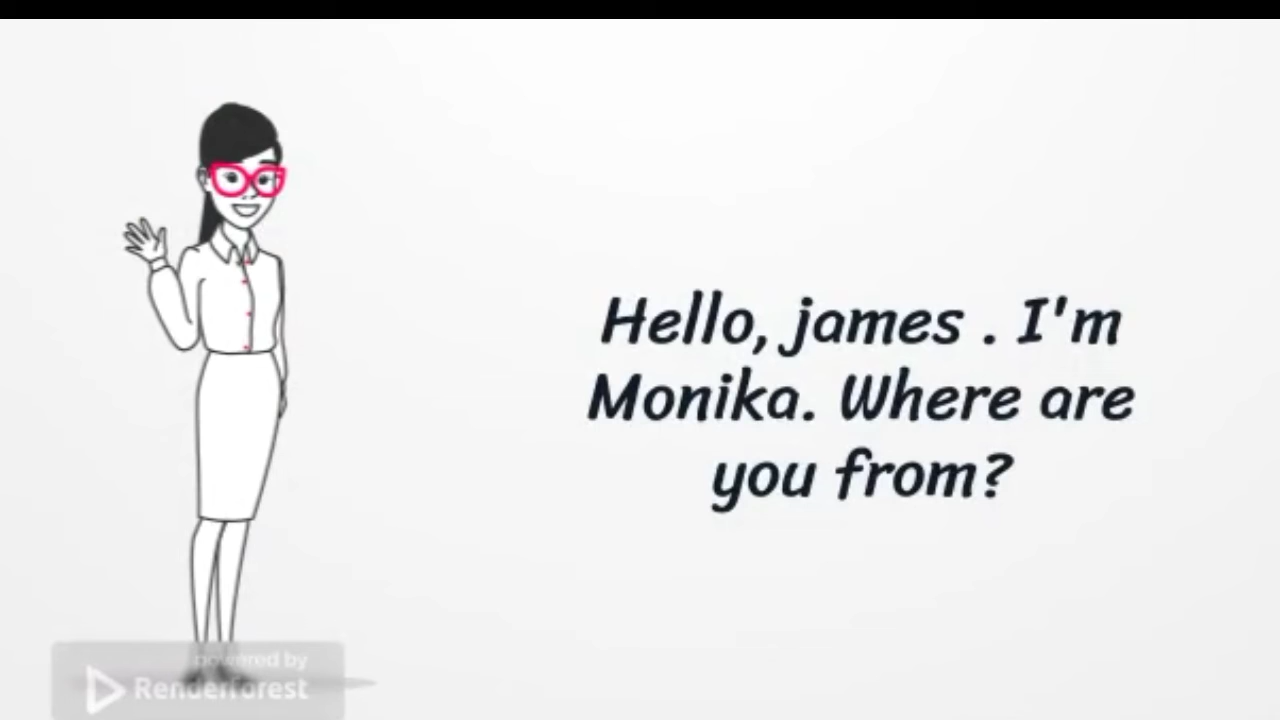 Hello, james . I'm
Monika. Where are
you from?
powered by
Renderforest